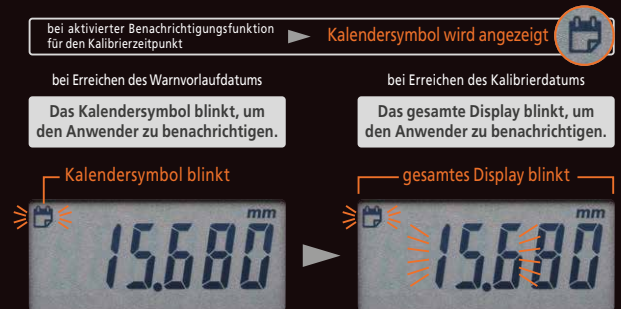 bei aktivierter Benachrichtigungsfunktion
für den Kalibrierzeitpunkt
Kalendersymbol wird angezeigt
bei Erreichen des Warnvorlaufdatums
Das Kalendersymbol blinkt, um
den Anwender zu benachrichtigen.
Kalendersymbol blinkt
mm
15.680
bei Erreichen des Kalibrierdatums
Das gesamte Display blinkt, um
den Anwender zu benachrichtigen.
gesamtes Display blinkt
mm
15.680